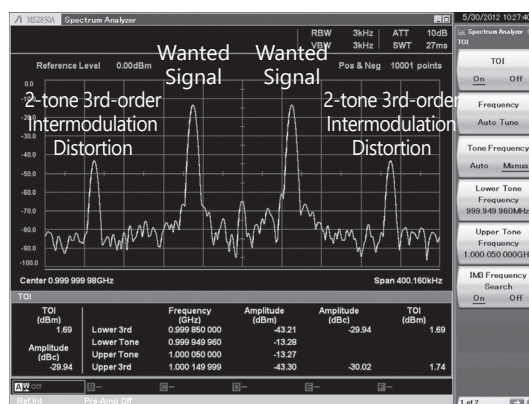 MS2830A Spectrum Analyzer
5/30/2012 10:27:40
RBW 3kHz ATT 10dB
VBW 3kHz SWT 27ms
Reference Level 0.00dBm
Pos & Neg 10001 points
Wanted Signal
Wanted Signal
2-tone 3rd-order Intermodulation Distortion
2-tone 3rd-order Intermodulation Distortion
0.0
-10.0
-30.0
-40.0
-50.0
-60.0
-70.0
-80.0
-90.0
-100.0
Center 0.999 999 98GHz
Span 400.160kHz
TOI
TOI (dBm)
1.69
Amplitude (dBc)
-29.94
Frequency (GHz) Amplitude (dBm) Amplitude (dBc) TOI (dBm)
Lower 3rd 0.999 850 000 -43.21 -29.94 1.69
Lower Tone 0.999 949 960 -13.28
Upper Tone 1.000 050 000 -13.27
Upper 3rd 1.000 149 999 -43.30 -30.02 1.74
A W Off B - C - D - E - F -
Ref.Int Pre-Amp Off
Spectrum Analyzer
TOI
TOI
On Off
Frequency
Auto Tune
Tone Frequency
Auto Manua
Lower Tone
Frequency
999.949 960MHz
Upper Tone
Frequency
1.000 050 000GH
IM3 Frequency
Search
On Off
1 of 2